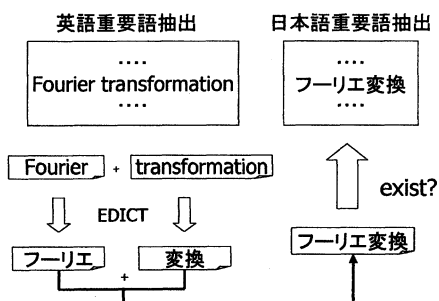 英語重要語抽出 日本語重要語抽出
....
Fourier transformation
....
....
フーリエ変換
....
Fourier + transformation
exist?
EDICT
フーリエ + 変換
フーリエ変換